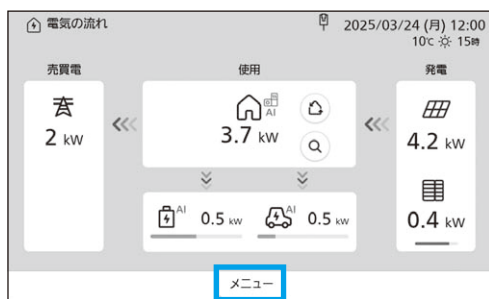 電気の流れ
2025/03/24 (月) 12:00
10℃ 15時
売買電
使用
発電
2 kW
AI
3.7 kW
4.2 kW
AI 0.5 kW
AI 0.5 kW
0.4 kW
メニュー